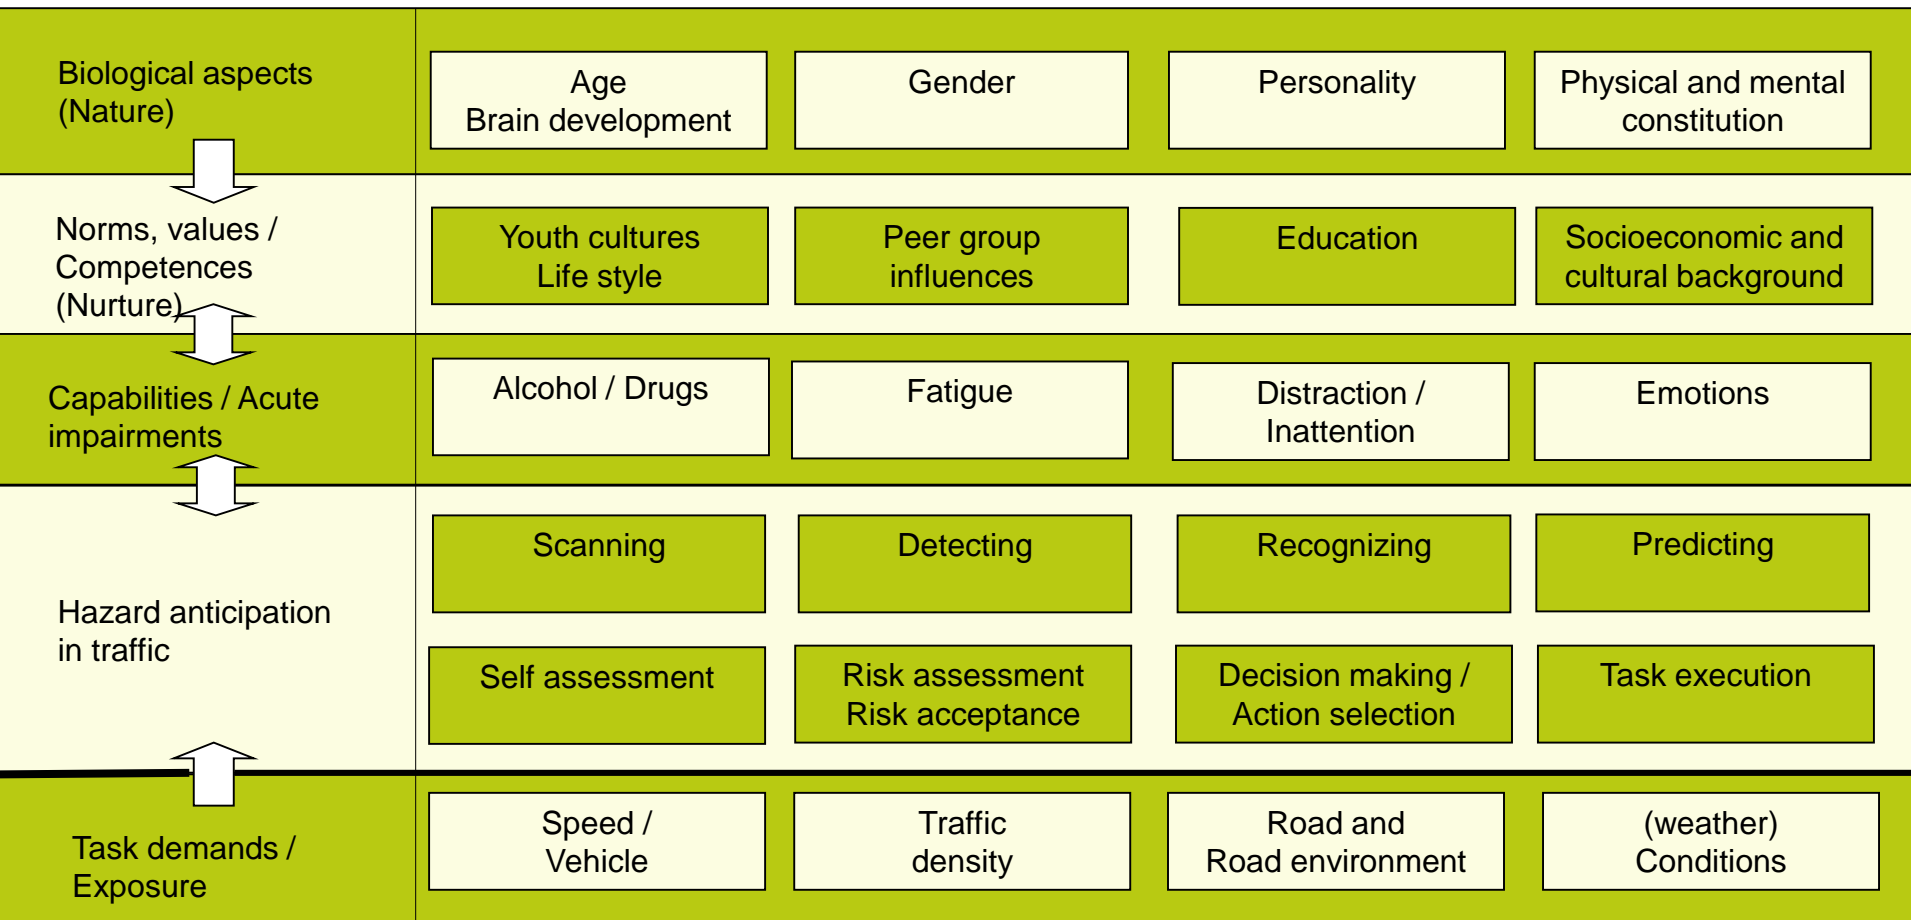 Biological aspects
(Nature)
Age
Brain development
Gender
Personality
Physical and mental
constitution
Norms, values /
Competences
(Nurture)
Youth cultures
Life style
Peer group
influences
Education
Socioeconomic and
cultural background
Capabilities / Acute
impairments
Alcohol / Drugs
Fatigue
Distraction /
Inattention
Emotions
Hazard anticipation
in traffic
Scanning
Detecting
Recognizing
Predicting
Self assessment
Risk assessment
Risk acceptance
Decision making /
Action selection
Task execution
Task demands /
Exposure
Speed /
Vehicle
Traffic
density
Road and
Road environment
(weather)
Conditions